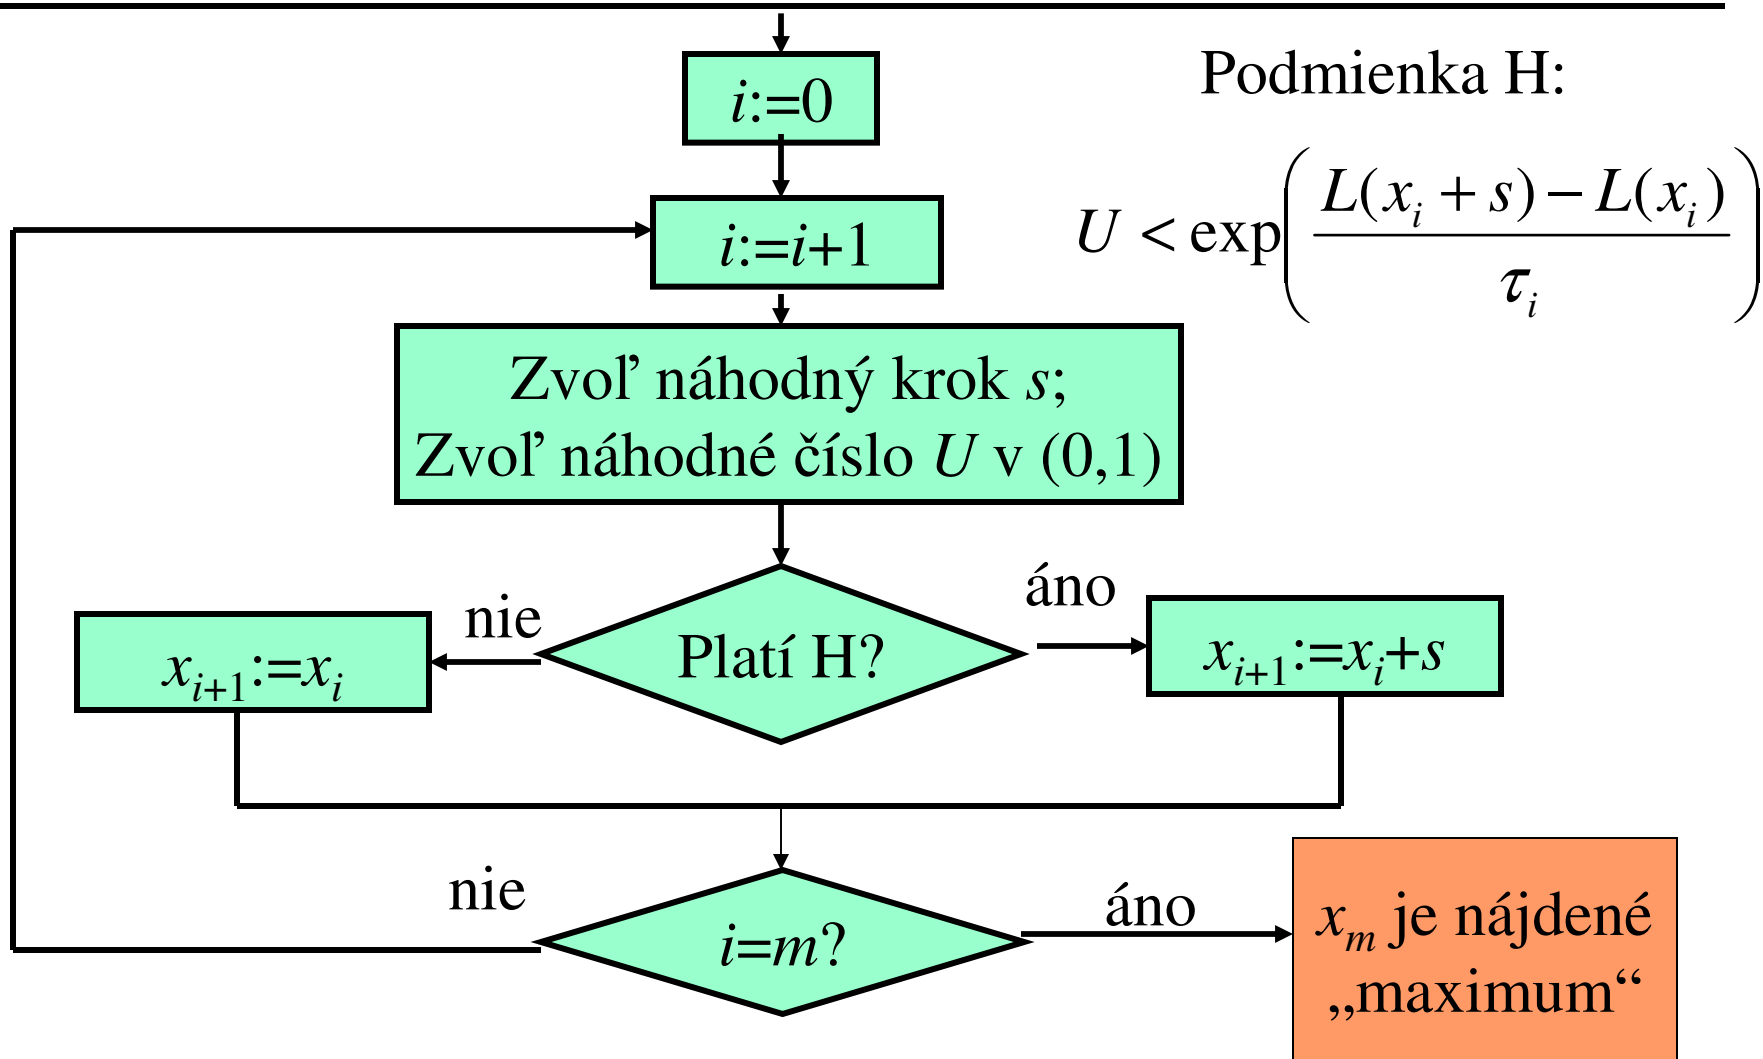 i:=0
Podmienka H:
i:=i+1
U < exp( (L(x_i + s) − L(x_i)) / τ_i )
Zvoľ náhodný krok s;
Zvoľ náhodné číslo U v (0,1)
nie
áno
x_{i+1}:=x_i
Platí H?
x_{i+1}:=x_i+s
nie
áno
i=m?
x_m je nájdené
„maximum“